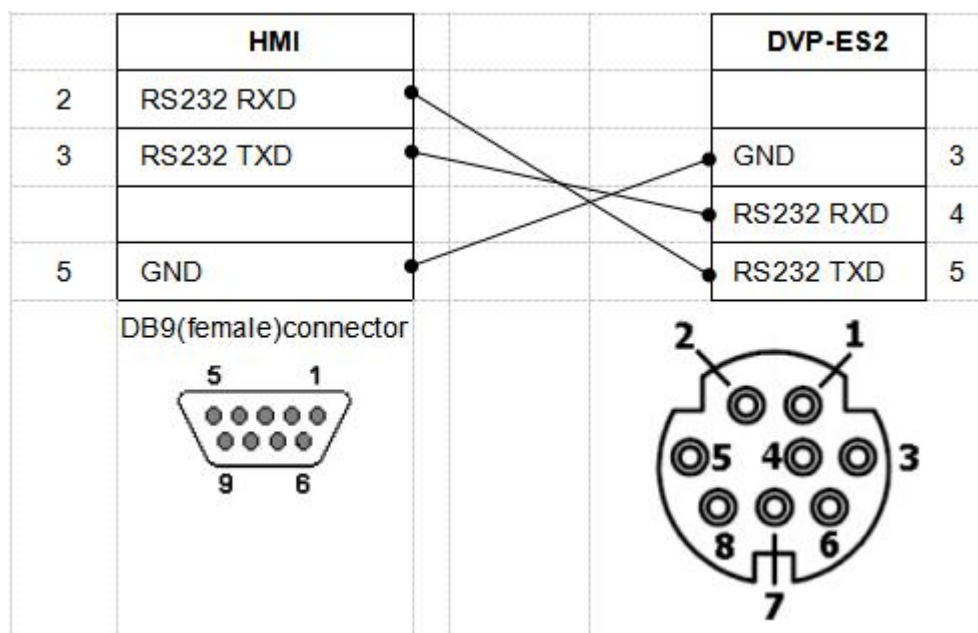 HMI DVP-ES2
2 RS232 RXD
3 RS232 TXD GND 3
RS232 RXD 4
5 GND RS232 TXD 5
DB9(female)connector
2 1
5 1
5 4 3
9 6
8 6
7